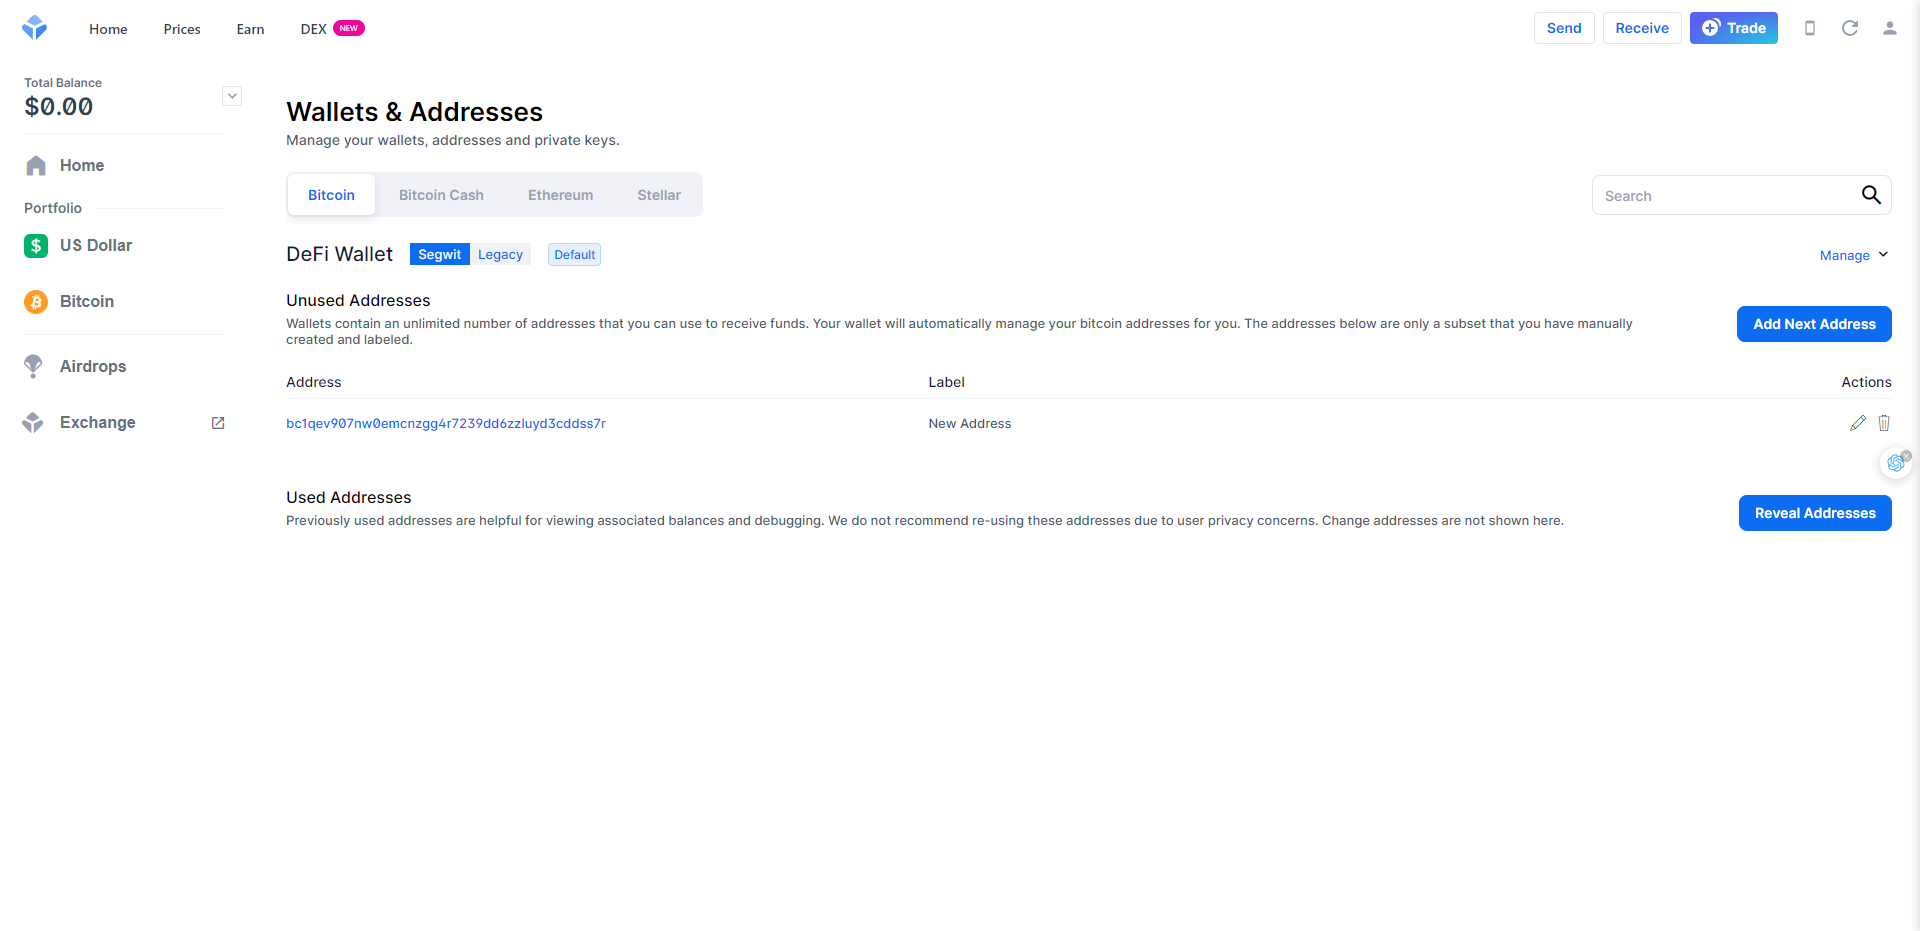 Home
Prices
Earn
DEX NEW
Send
Receive
Trade
Total Balance
$0.00
Home
Portfolio
US Dollar
Bitcoin
Airdrops
Exchange
Wallets & Addresses
Manage your wallets, addresses and private keys.
Bitcoin
Bitcoin Cash
Ethereum
Stellar
Search
DeFi Wallet
Segwit
Legacy
Default
Manage
Unused Addresses
Wallets contain an unlimited number of addresses that you can use to receive funds. Your wallet will automatically manage your bitcoin addresses for you. The addresses below are only a subset that you have manually
created and labeled.
Add Next Address
Address
Label
Actions
bc1qev907nw0emcnzgg4r7239dd6zzluyd3cddss7r
New Address
Used Addresses
Previously used addresses are helpful for viewing associated balances and debugging. We do not recommend re-using these addresses due to user privacy concerns. Change addresses are not shown here.
Reveal Addresses